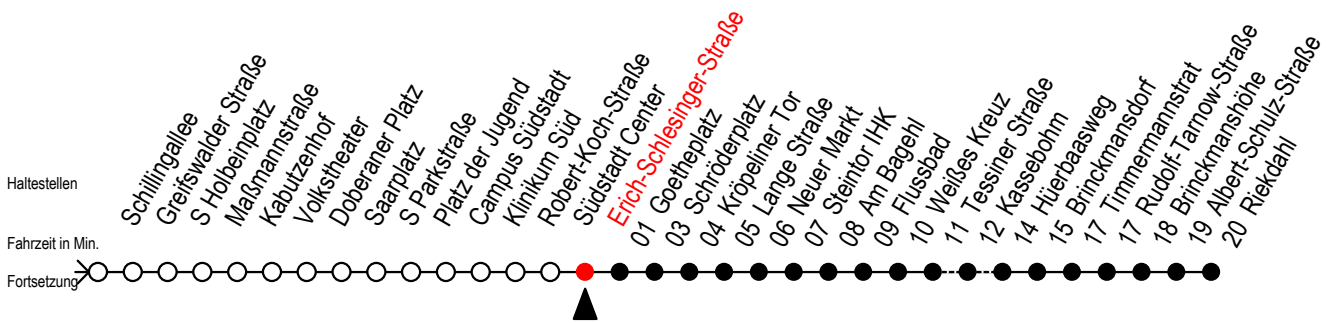 Haltestellen
Schillingallee
Greifswalder Straße
S Holbeinplatz
Maßmannstraße
Kabutzenhof
Volkstheater
Doberaner Platz
Saarplatz
S Parkstraße
Platz der Jugend
Campus Südstadt
Klinikum Süd
Robert-Koch-Straße
Südstadt Center
Erich-Schlesinger-Straße
01 Goetheplatz
03 Schröderplatz
04 Kröpeliner Tor
05 Lange Straße
06 Neuer Markt
07 Steintor IHK
08 Am Bagehl
09 Flussbad
10 Weißes Kreuz
11 Tessiner Straße
12 Kassebohm
14 Hüerbaasweg
15 Brinckmansdorf
17 Timmermannstrat
17 Rudolf-Tarnow-Straße
18 Brinckmanshöhe
19 Albert-Schulz-Straße
20 Riekdahl
Fahrzeit in Min.
Fortsetzung